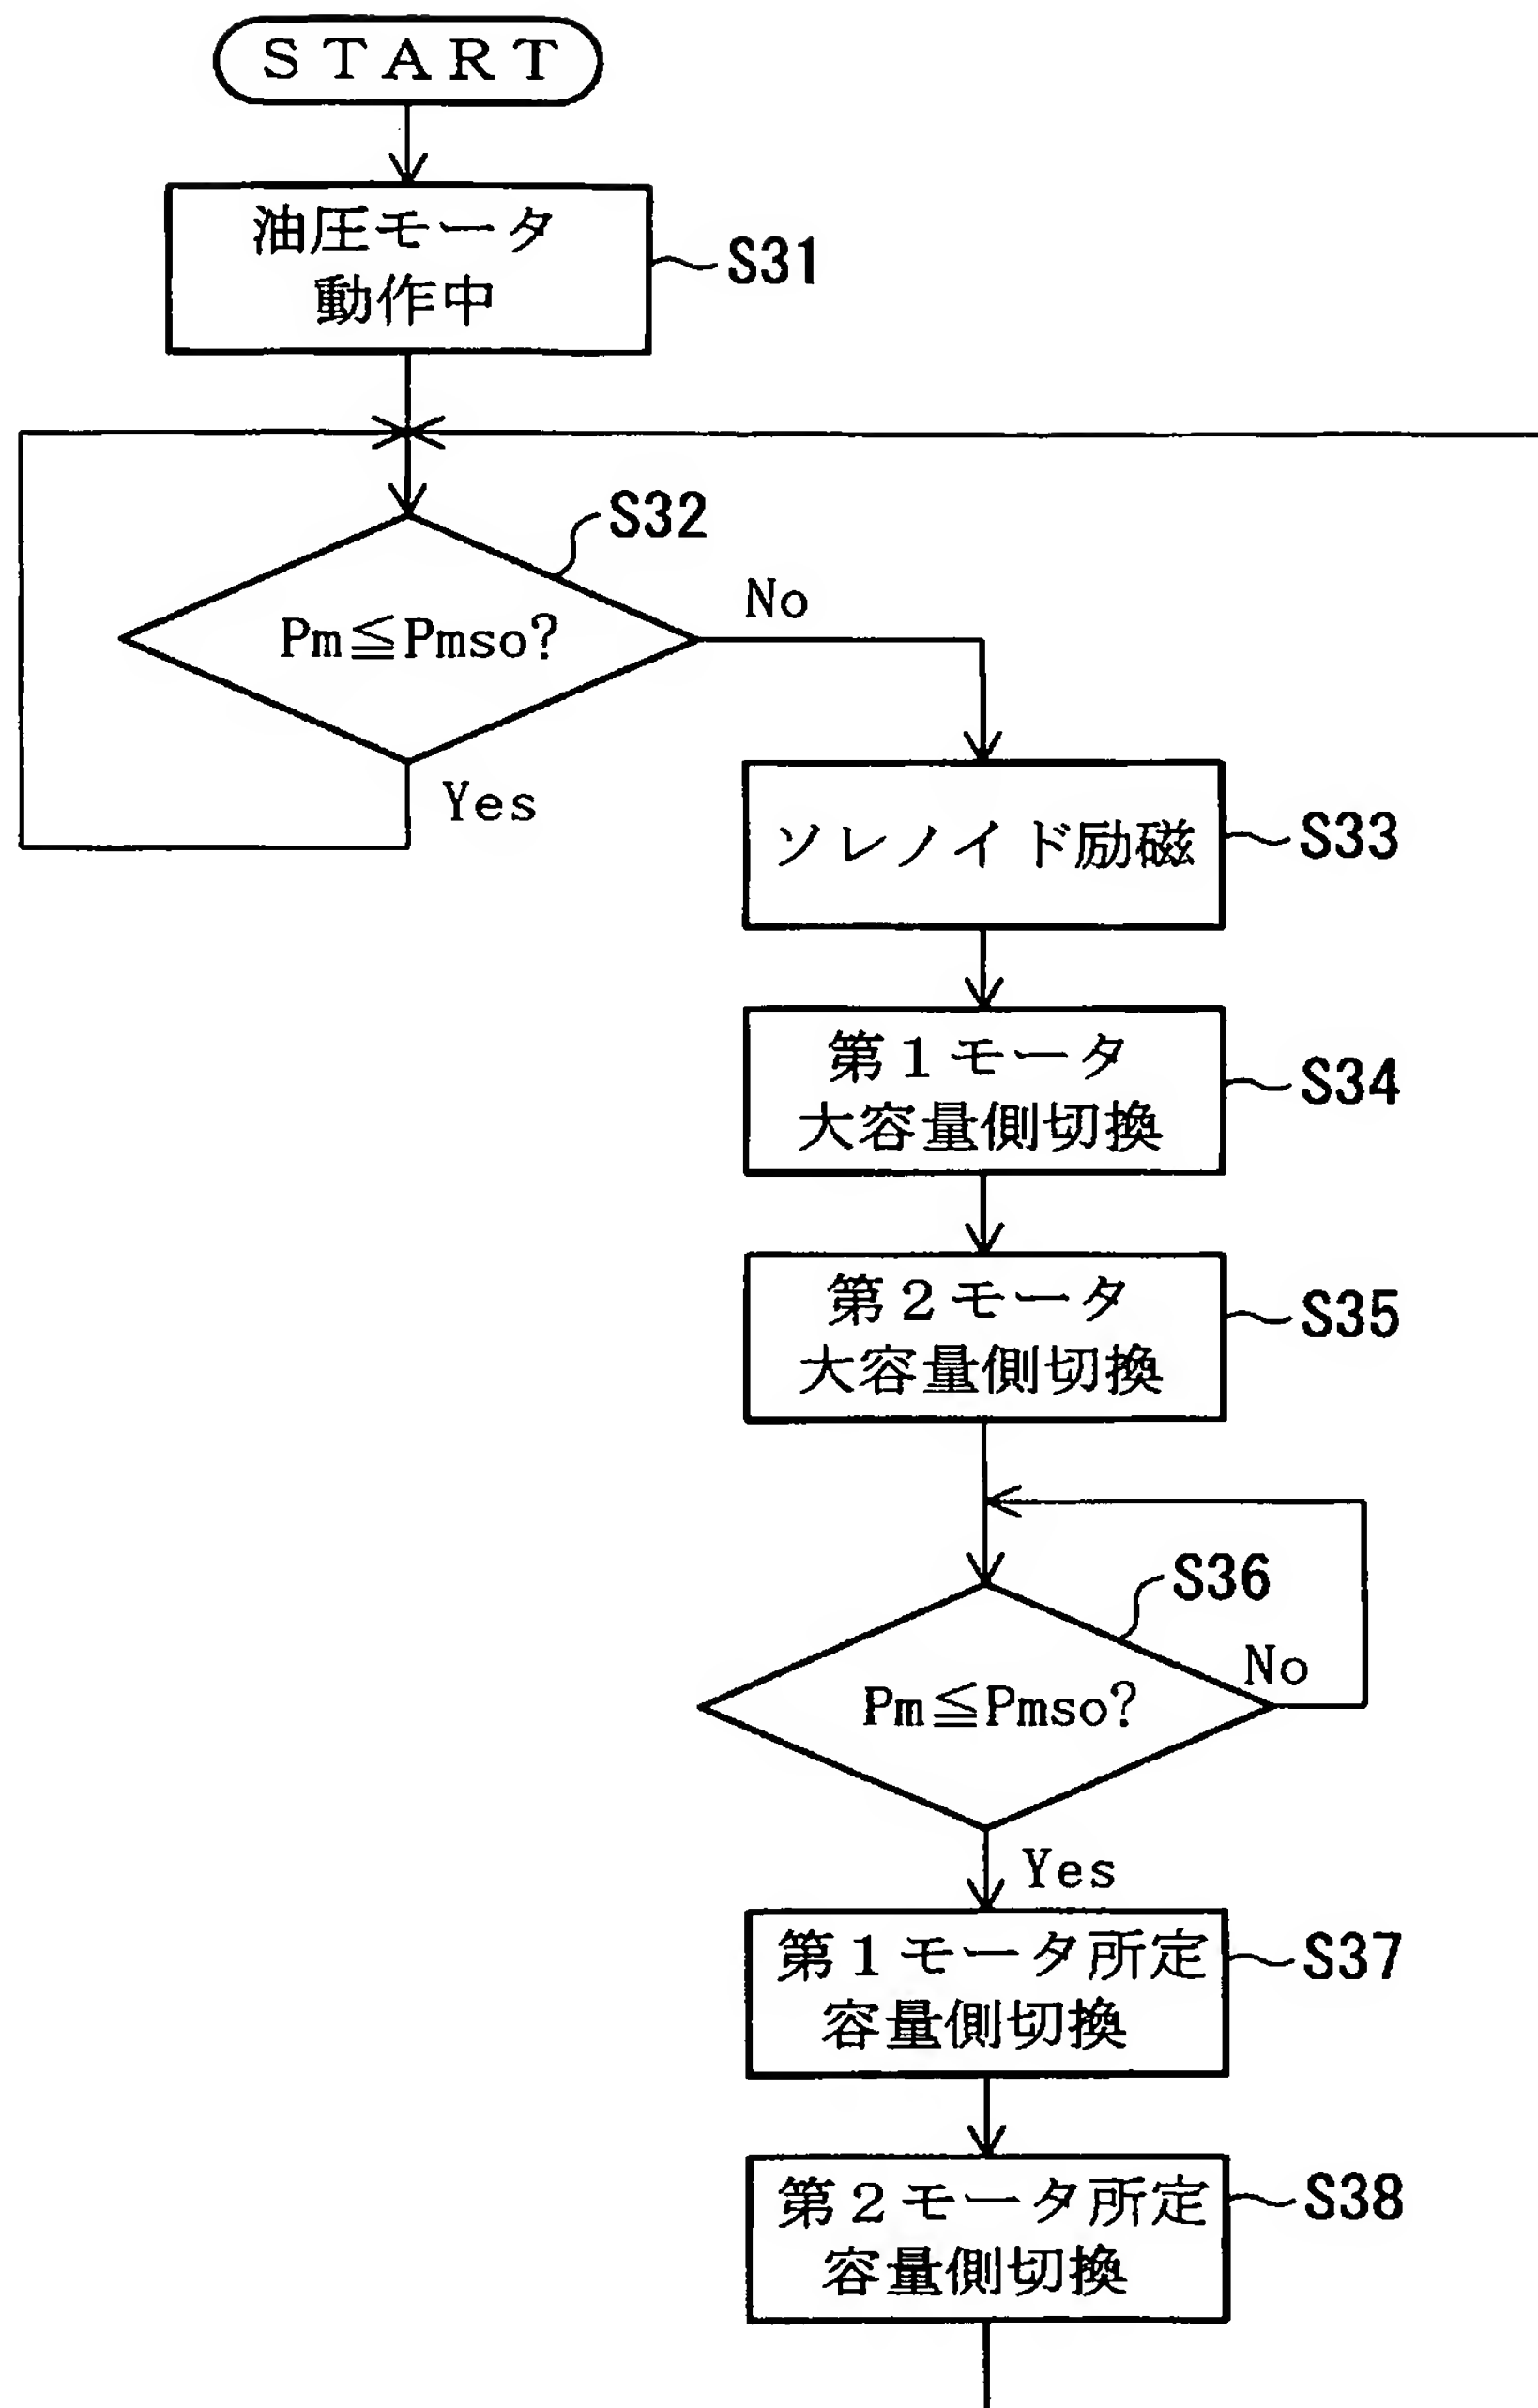 START
油圧モータ
動作中
S31
S32
Pm≦Pmso?
No
Yes
ソレノイド励磁
S33
第1モータ
大容量側切換
S34
第2モータ
大容量側切換
S35
S36
Pm≦Pmso?
No
Yes
第1モータ所定
容量側切換
S37
第2モータ所定
容量側切換
S38